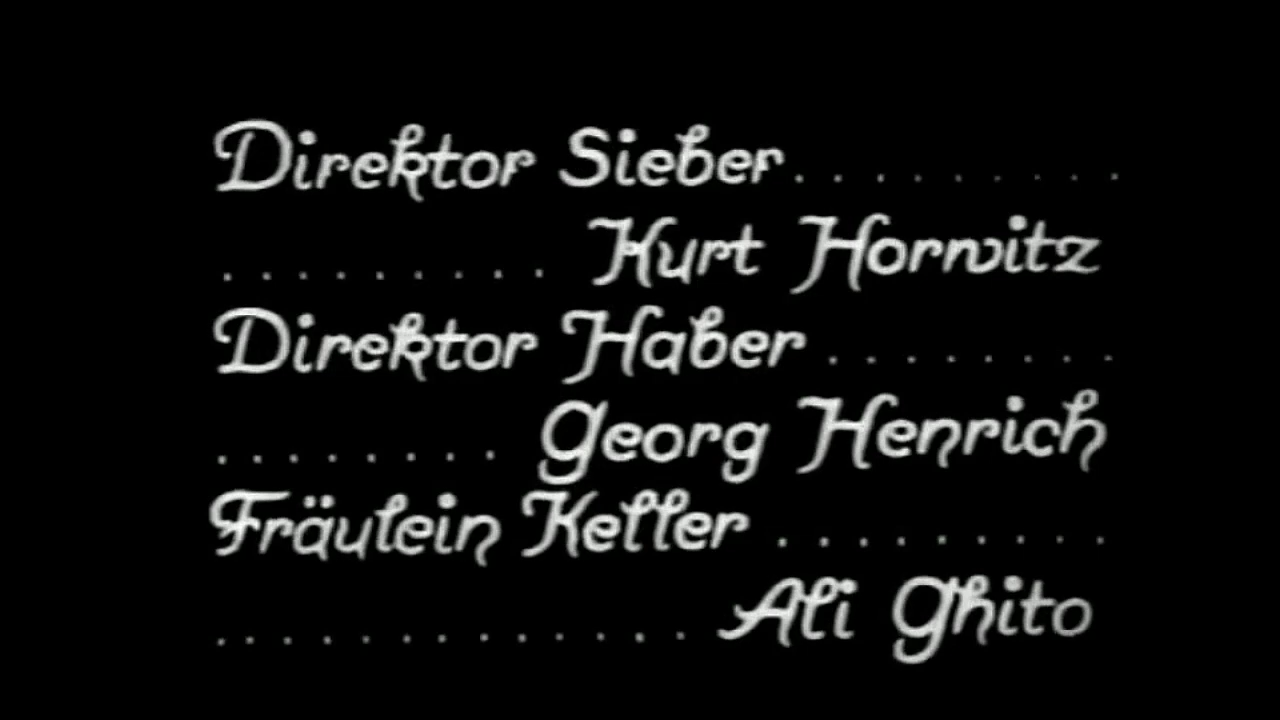 Direktor Sieber.........
.......... Kurt Horwitz
Direktor Haber .........
......... Georg Henrich
Fräulein Keller ..........
............... Ali Ghito